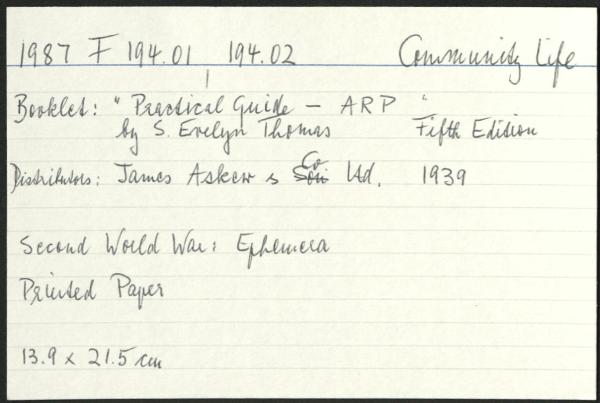 1987 F 194.01 194.02 Community Life
Booklet: "Practical Guide - ARP"
by S. Evelyn Thomas Fifth Edition
Distributors: James Askew & Son Co Ltd. 1939
Second World War: Ephemera
Printed Paper
13.9 x 21.5 cm